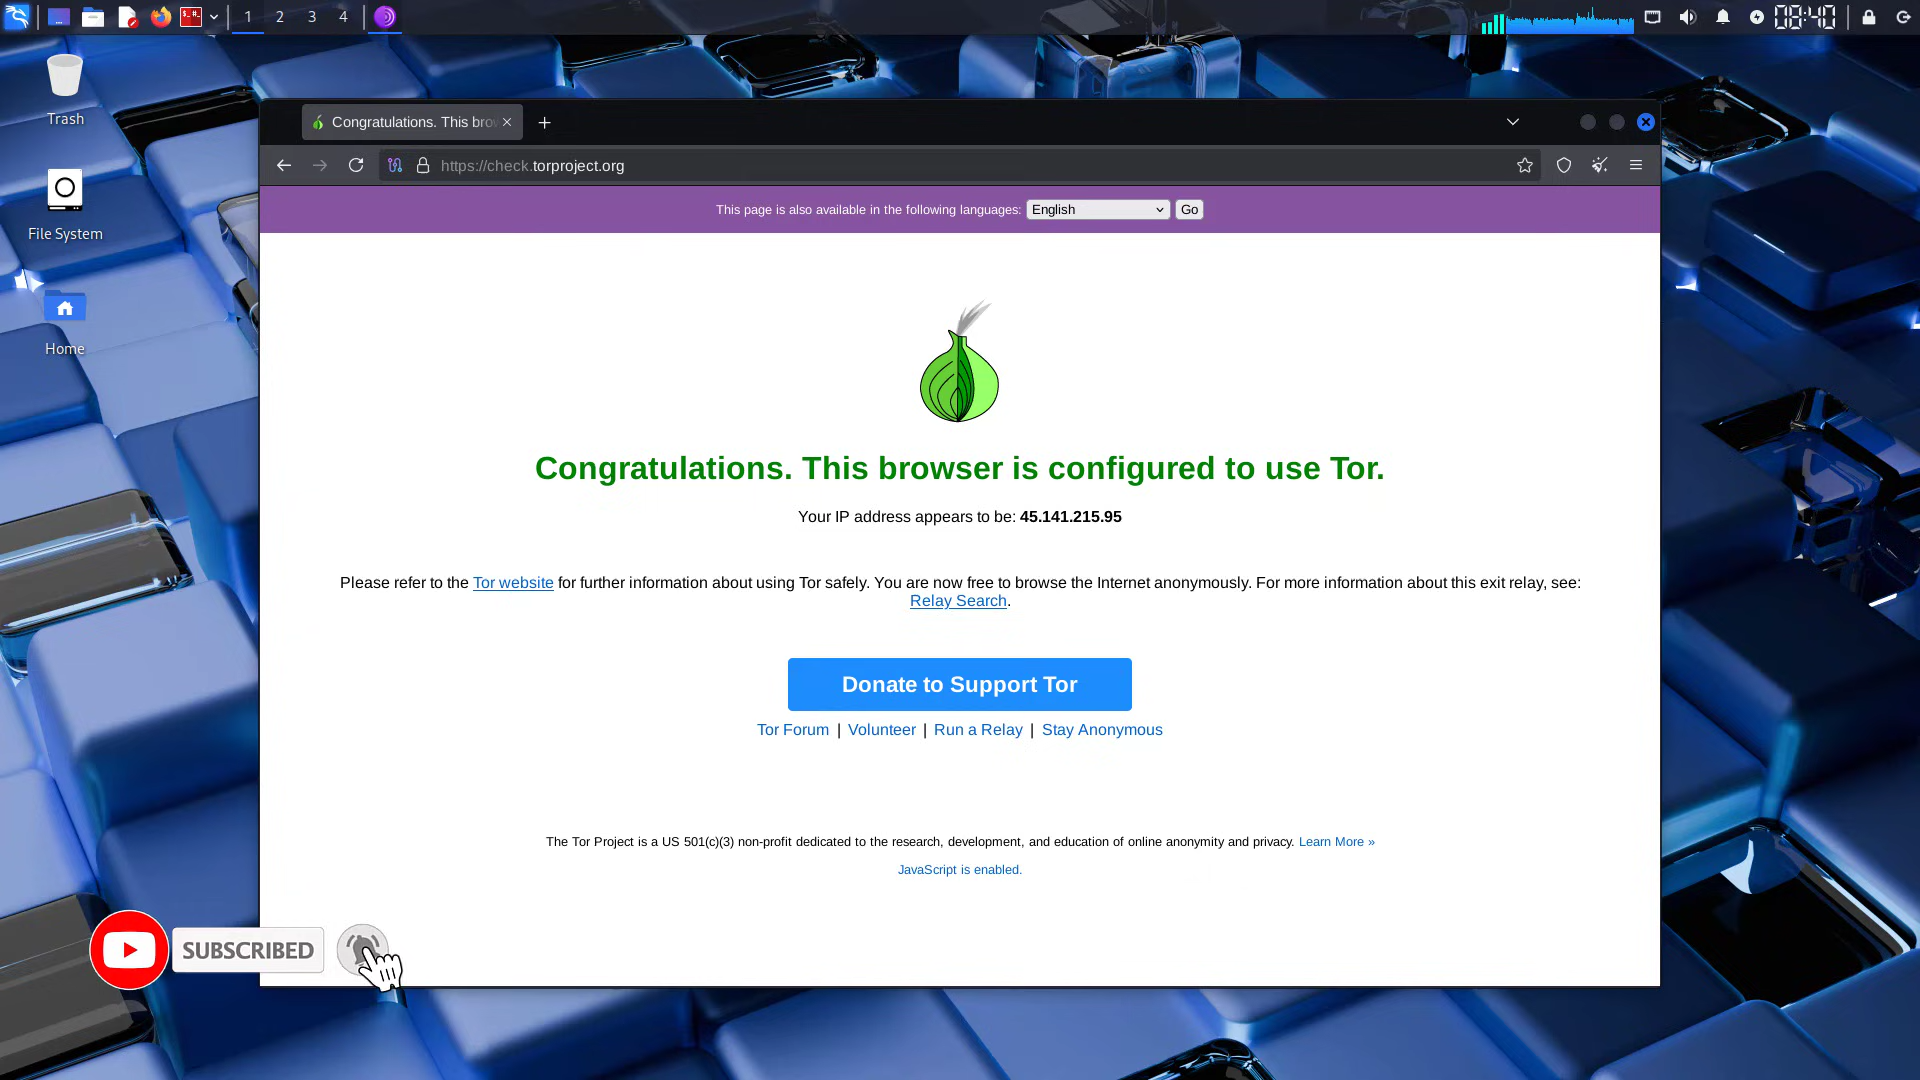 1 2 3 4
08:40
Trash
File System
Home
Congratulations. This brow
https://check.torproject.org
This page is also available in the following languages: English Go
Congratulations. This browser is configured to use Tor.
Your IP address appears to be: 45.141.215.95
Please refer to the Tor website for further information about using Tor safely. You are now free to browse the Internet anonymously. For more information about this exit relay, see:
Relay Search.
Donate to Support Tor
Tor Forum | Volunteer | Run a Relay | Stay Anonymous
The Tor Project is a US 501(c)(3) non-profit dedicated to the research, development, and education of online anonymity and privacy. Learn More »
JavaScript is enabled.
SUBSCRIBED